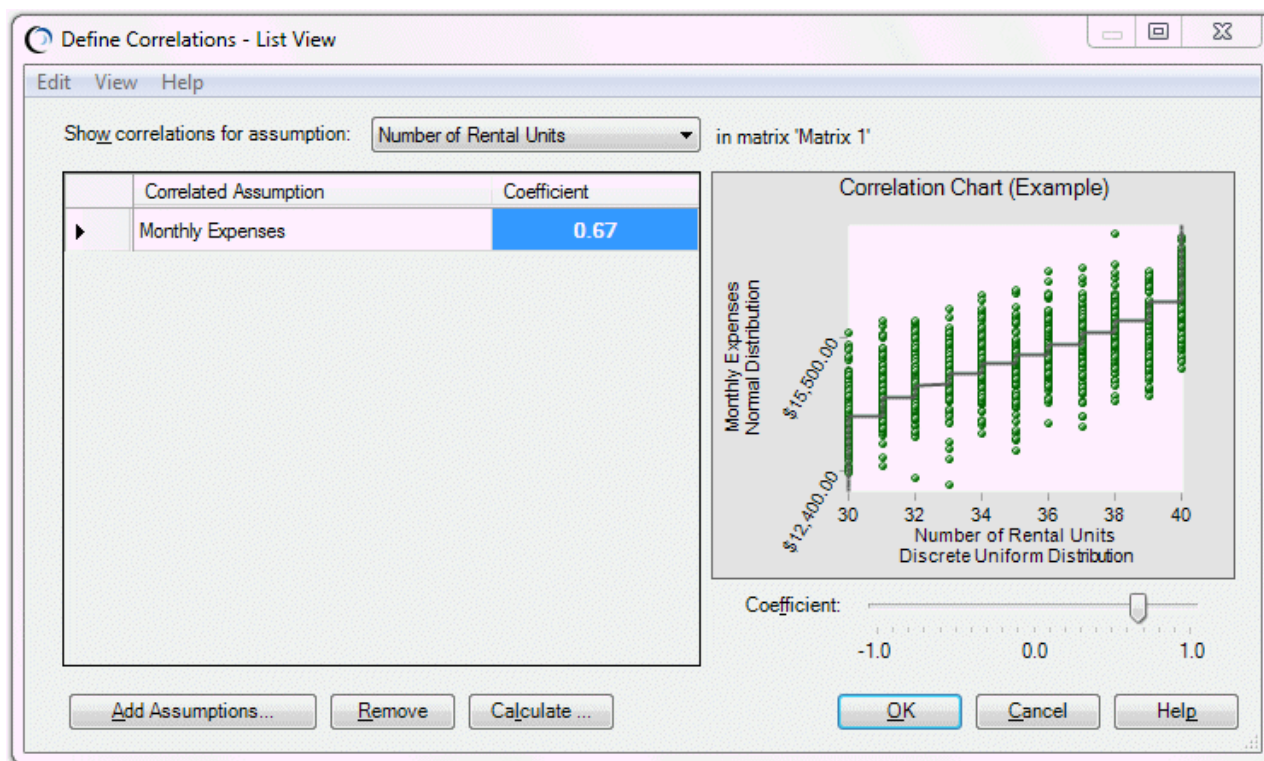 Define Correlations - List View
Edit View Help
Show correlations for assumption: Number of Rental Units in matrix 'Matrix 1'
Correlated Assumption Coefficient
Monthly Expenses 0.67
Correlation Chart (Example)
Monthly Expenses
Normal Distribution
$15,500.00
$12,400.00
30 32 34 36 38 40
Number of Rental Units
Discrete Uniform Distribution
Coefficient:
-1.0 0.0 1.0
Add Assumptions... Remove Calculate ... OK Cancel Help